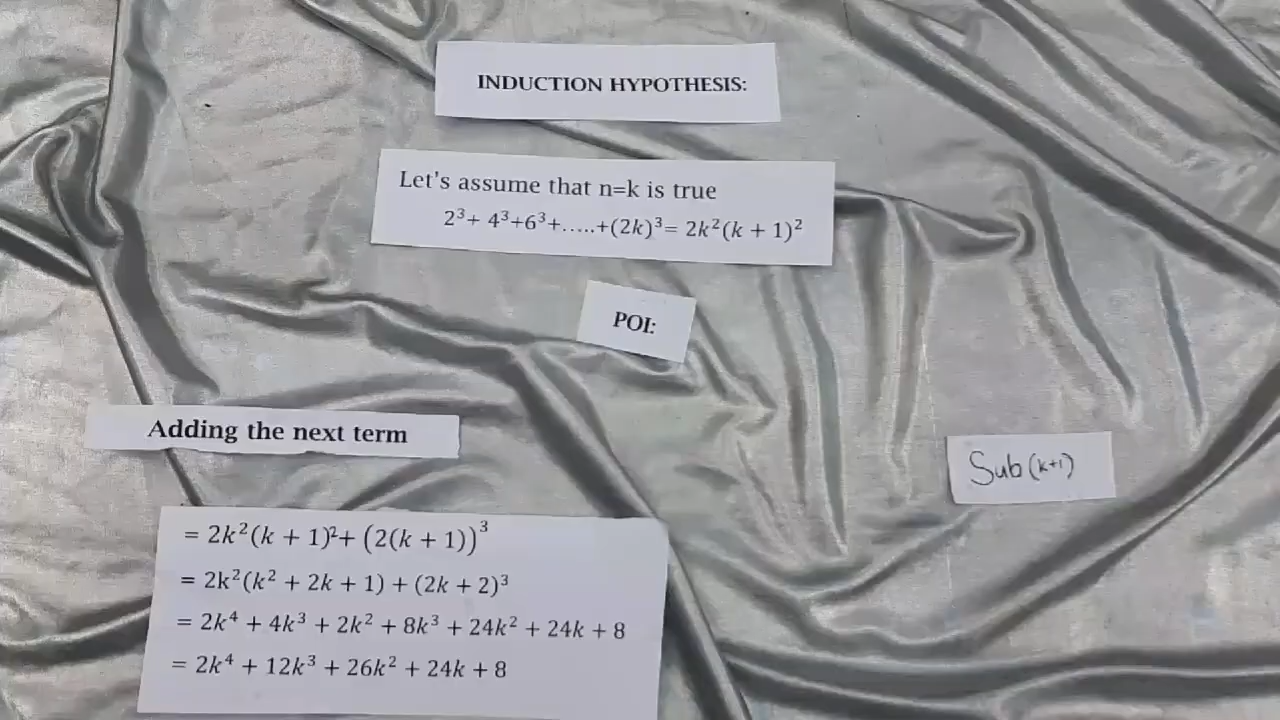 INDUCTION HYPOTHESIS:
Let's assume that n=k is true
2³+ 4³+6³+.....+(2k)³= 2k²(k + 1)²
POI:
Adding the next term
Sub (k+1)
= 2k²(k + 1)²+ (2(k + 1))³
= 2k²(k² + 2k + 1) + (2k + 2)³
= 2k⁴ + 4k³ + 2k² + 8k³ + 24k² + 24k + 8
= 2k⁴ + 12k³ + 26k² + 24k + 8